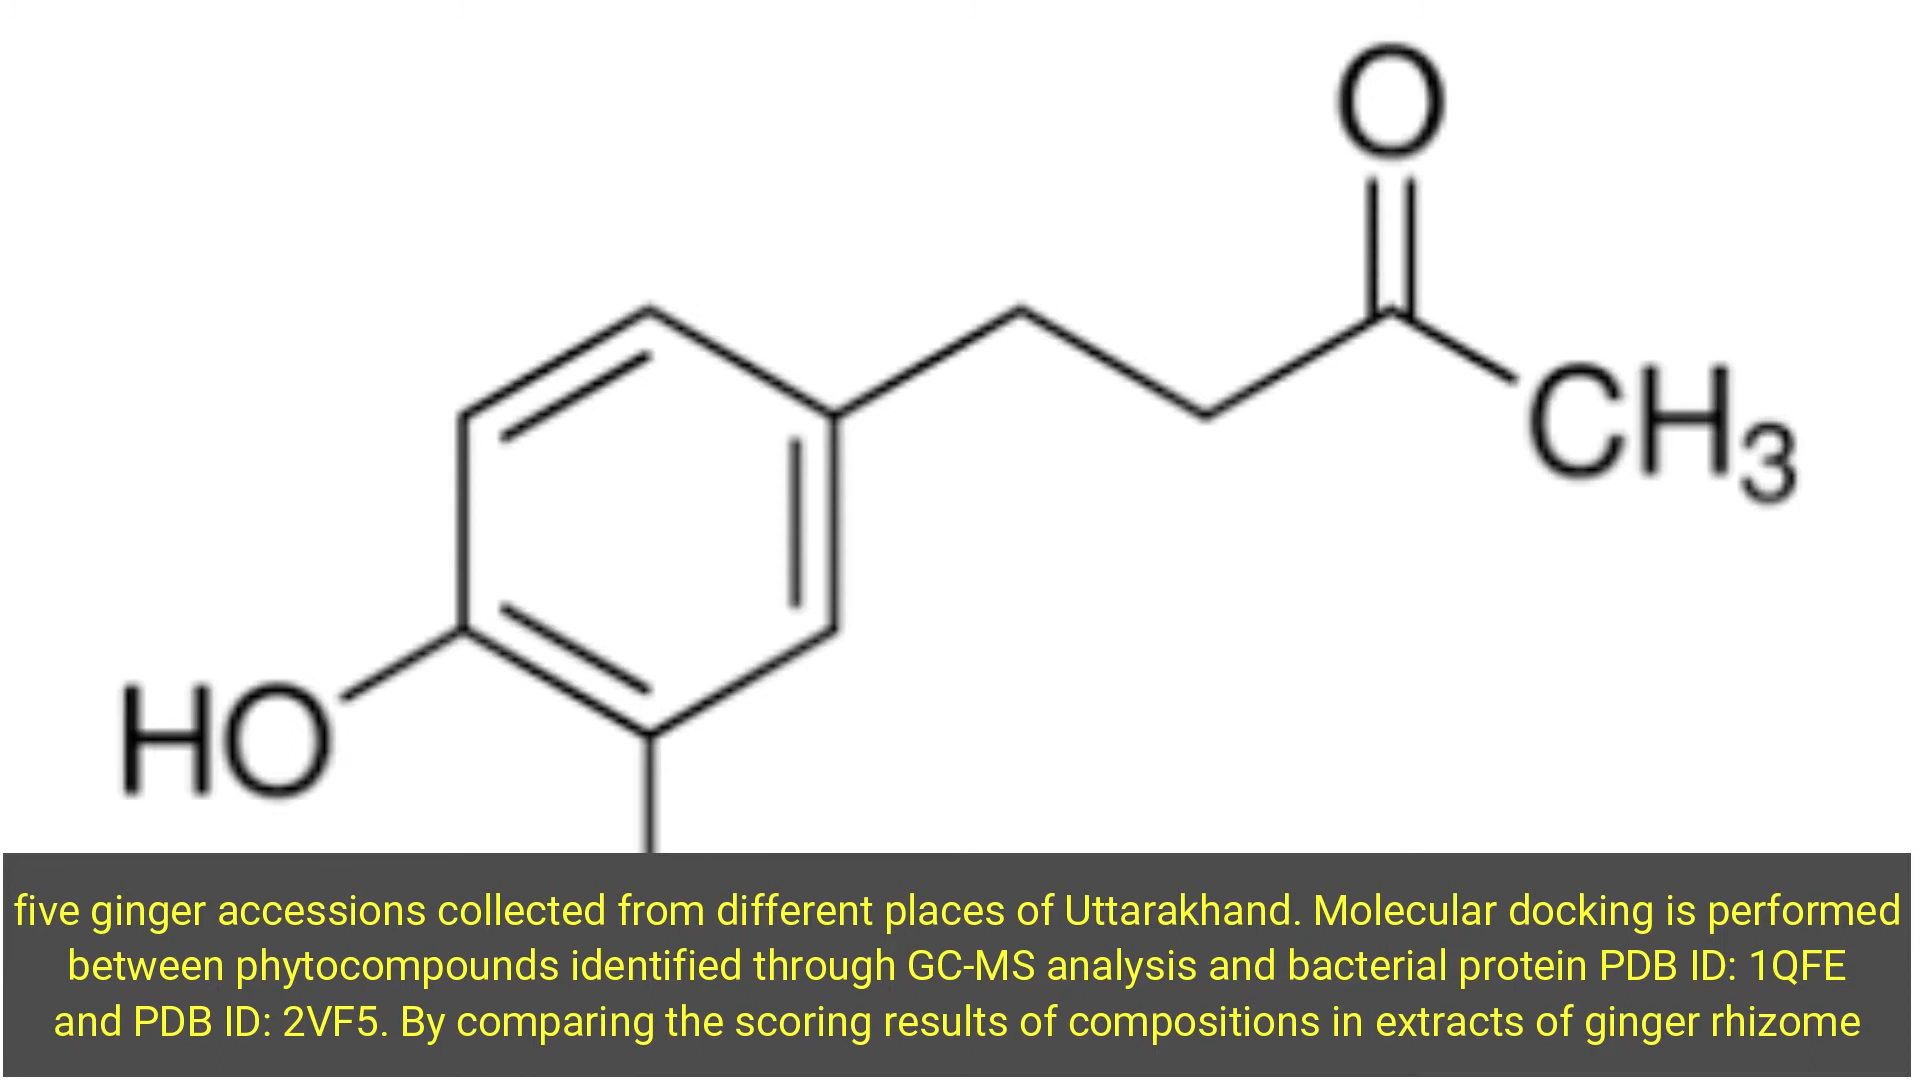 O
CH3
HO
five ginger accessions collected from different places of Uttarakhand. Molecular docking is performed
between phytocompounds identified through GC-MS analysis and bacterial protein PDB ID: 1QFE
and PDB ID: 2VF5. By comparing the scoring results of compositions in extracts of ginger rhizome